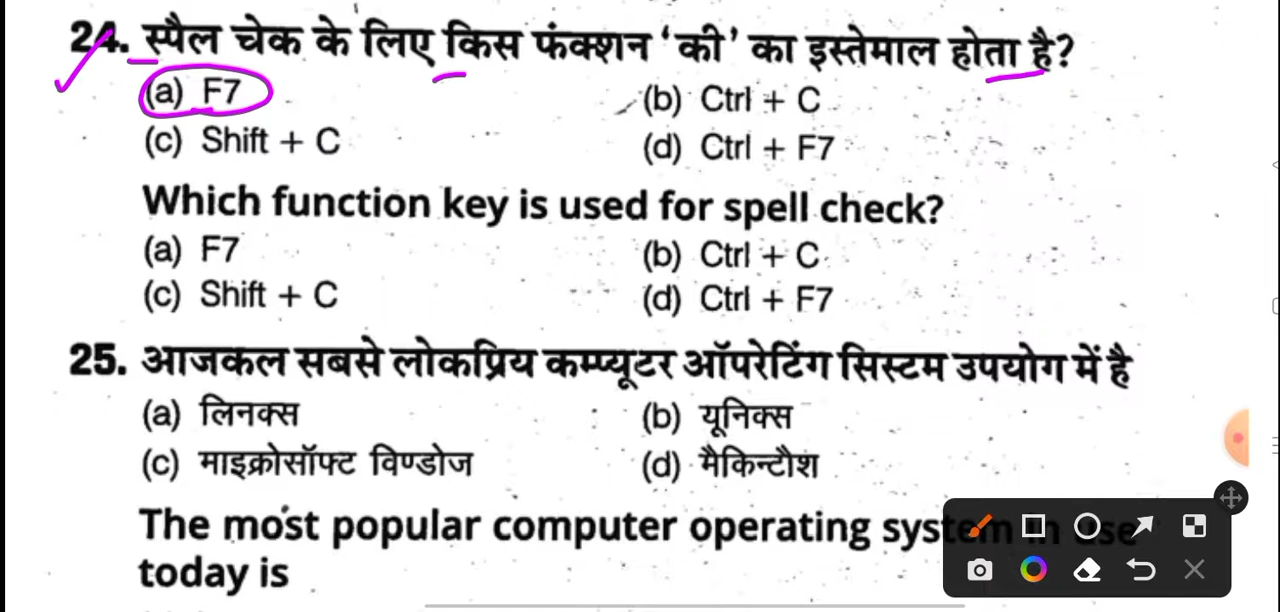 24. स्पैल चेक के लिए किस फंक्शन ‘की’ का इस्तेमाल होता है?
(a) F7 (b) Ctrl + C
(c) Shift + C (d) Ctrl + F7
Which function key is used for spell check?
(a) F7 (b) Ctrl + C
(c) Shift + C (d) Ctrl + F7
25. आजकल सबसे लोकप्रिय कम्प्यूटर ऑपरेटिंग सिस्टम उपयोग में है
(a) लिनक्स (b) यूनिक्स
(c) माइक्रोसॉफ्ट विण्डोज (d) मैकिन्टौश
The most popular computer operating system in use
today is